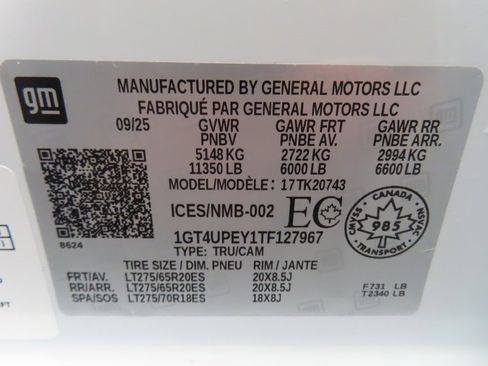 gm
MANUFACTURED BY GENERAL MOTORS LLC
FABRIQUÉ PAR GENERAL MOTORS LLC
09/25 GVWR GAWR FRT GAWR RR
PNBV PNBE AV. PNBE ARR.
5148 KG 2722 KG 2994 KG
11350 LB 6000 LB 6600 LB
MODEL/MODÈLE: 17 TK20743
ICES/NMB-002 EC
CANADA
CMVSS NSVAC
985
TRANSPORT
8624
1GT4UPEY1TF127967
TYPE: TRU/CAM
TIRE SIZE / DIM. PNEU RIM / JANTE
FRT/AV. LT275/65R20ES 20X8.5J
RR/ARR. LT275/65R20ES 20X8.5J
SPA/SOS LT275/70R18ES 18X8J
F731 LB
T2340 LB